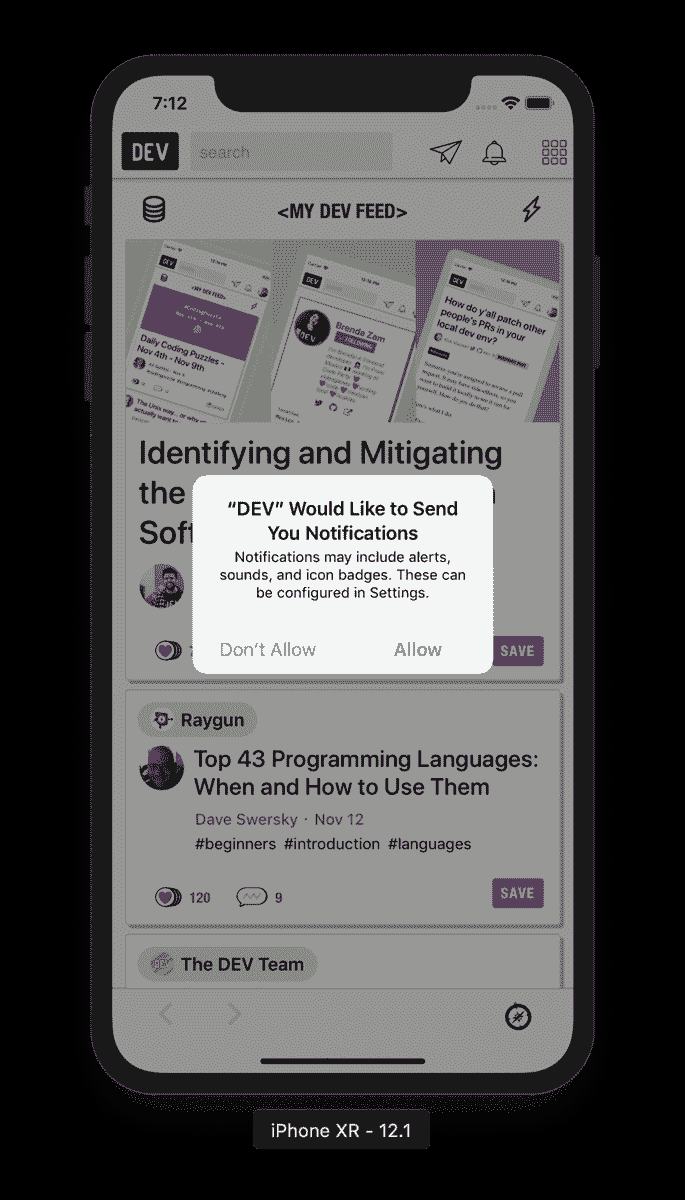 7:12
DEV
search
<MY DEV FEED>
<MY DEV FEED>
Daily Coding Puzzles -
Nov 4th - Nov 9th
Brenda Zam
FOLLOWING
How do y'all patch other
people's PRs in your
local dev env?
Identifying and Mitigating
the
Soft
“DEV” Would Like to Send
You Notifications
Notifications may include alerts,
sounds, and icon badges. These can
be configured in Settings.
Don’t Allow
Allow
SAVE
Raygun
Top 43 Programming Languages:
When and How to Use Them
Dave Swersky · Nov 12
#beginners #introduction #languages
120
9
SAVE
The DEV Team
iPhone XR - 12.1